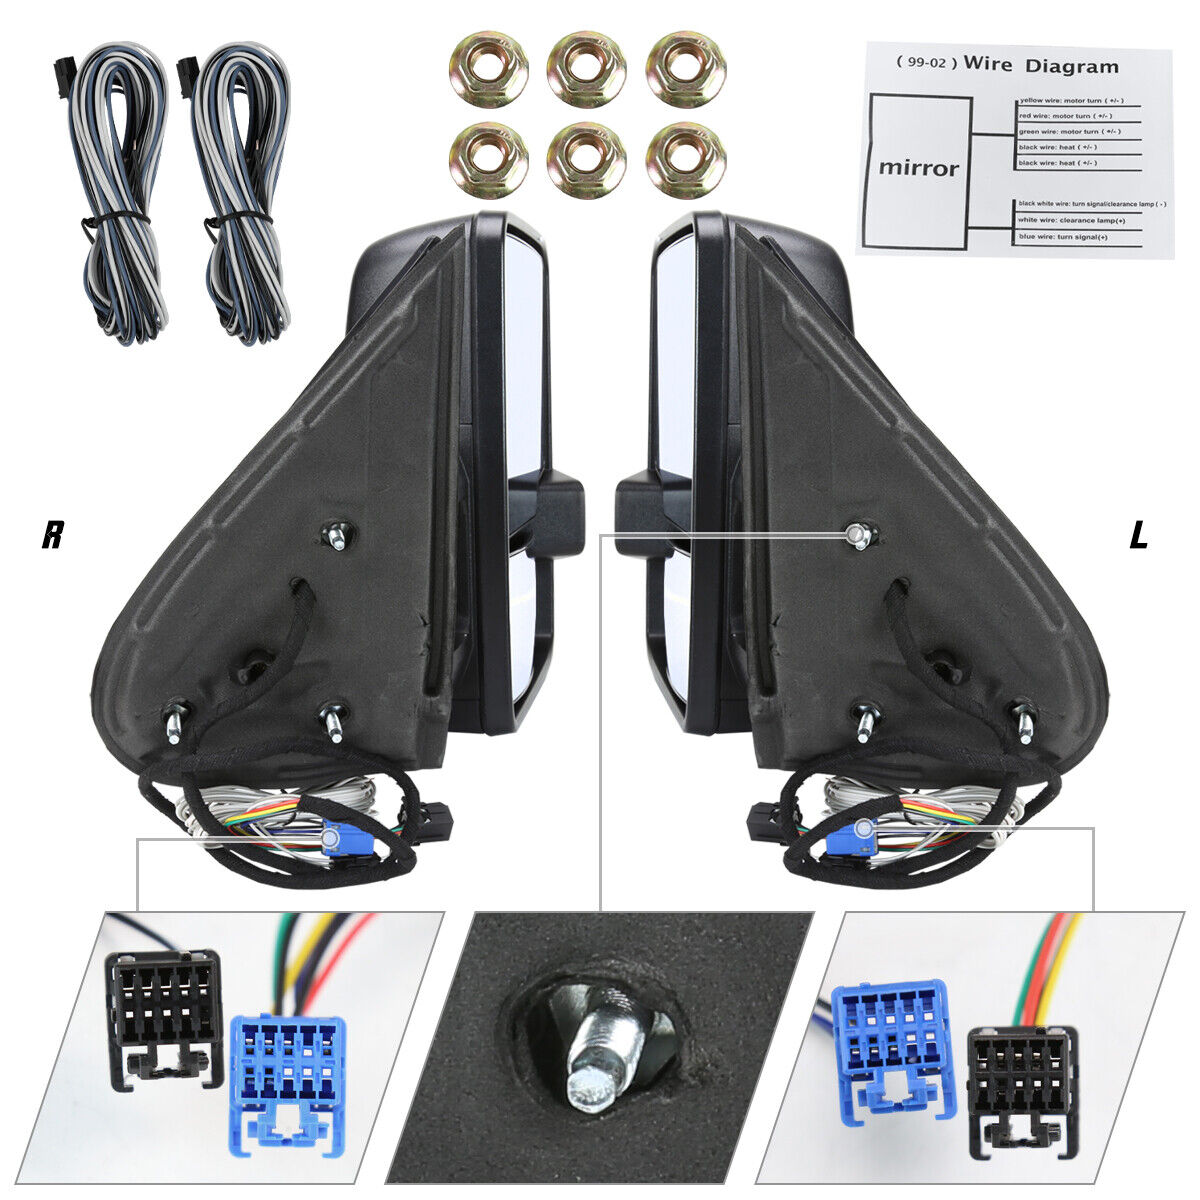 ( 99-02 ) Wire Diagram
yellow wire: motor turn ( +/- )
red wire: motor turn ( +/- )
green wire: motor turn ( +/- )
black wire: heat ( +/- )
black wire: heat ( +/- )
mirror
black white wire: turn signal/clearance lamp ( - )
white wire: clearance lamp(+)
blue wire: turn signal(+)
R
L